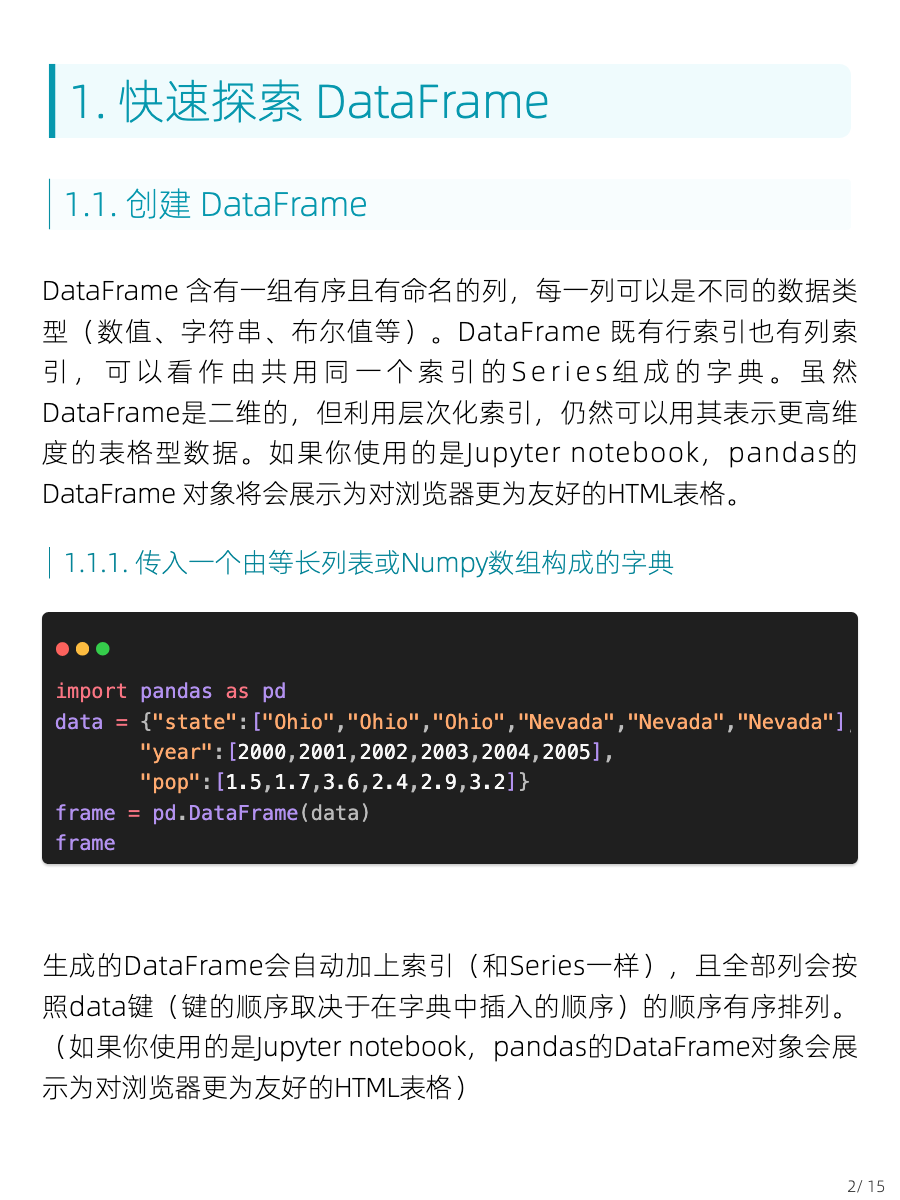 1. 快速探索 DataFrame
1.1. 创建 DataFrame
DataFrame 含有一组有序且有命名的列，每一列可以是不同的数据类
型（数值、字符串、布尔值等）。DataFrame 既有行索引也有列索
引，可以看作由共用同一个索引的Series组成的字典。虽然
DataFrame是二维的，但利用层次化索引，仍然可以用其表示更高维
度的表格型数据。如果你使用的是Jupyter notebook，pandas的
DataFrame 对象将会展示为对浏览器更为友好的HTML表格。
1.1.1. 传入一个由等长列表或Numpy数组构成的字典
import pandas as pd
data = {"state":["Ohio","Ohio","Ohio","Nevada","Nevada","Nevada"],
"year":[2000,2001,2002,2003,2004,2005],
"pop":[1.5,1.7,3.6,2.4,2.9,3.2]}
frame = pd.DataFrame(data)
frame
生成的DataFrame会自动加上索引（和Series一样），且全部列会按
照data键（键的顺序取决于在字典中插入的顺序）的顺序有序排列。
（如果你使用的是Jupyter notebook，pandas的DataFrame对象会展
示为对浏览器更为友好的HTML表格）
2/ 15